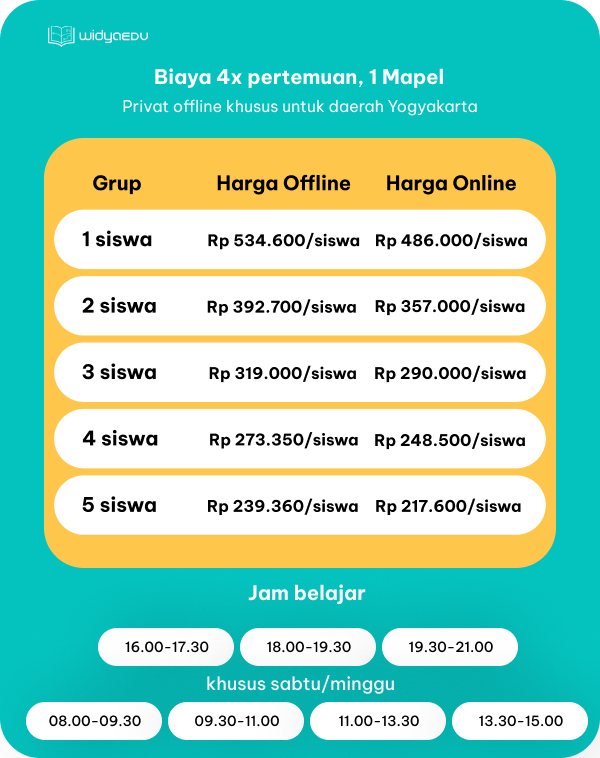 widyaEDU
Biaya 4x pertemuan, 1 Mapel
Privat offline khusus untuk daerah Yogyakarta
Grup Harga Offline Harga Online
1 siswa Rp 534.600/siswa Rp 486.000/siswa
2 siswa Rp 392.700/siswa Rp 357.000/siswa
3 siswa Rp 319.000/siswa Rp 290.000/siswa
4 siswa Rp 273.350/siswa Rp 248.500/siswa
5 siswa Rp 239.360/siswa Rp 217.600/siswa
Jam belajar
16.00-17.30 18.00-19.30 19.30-21.00
khusus sabtu/minggu
08.00-09.30 09.30-11.00 11.00-13.30 13.30-15.00